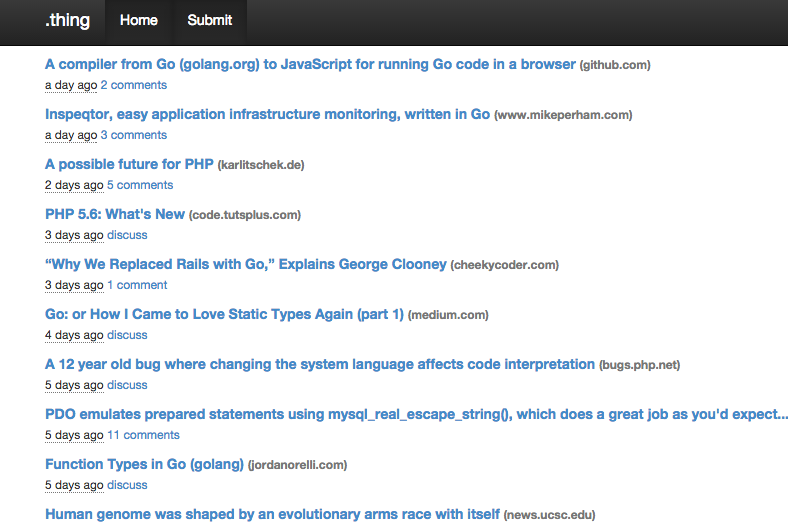 .thing Home Submit
A compiler from Go (golang.org) to JavaScript for running Go code in a browser (github.com)
a day ago 2 comments
Inspeqtor, easy application infrastructure monitoring, written in Go (www.mikeperham.com)
a day ago 3 comments
A possible future for PHP (karlitschek.de)
2 days ago 5 comments
PHP 5.6: What's New (code.tutsplus.com)
3 days ago discuss
“Why We Replaced Rails with Go,” Explains George Clooney (cheekycoder.com)
3 days ago 1 comment
Go: or How I Came to Love Static Types Again (part 1) (medium.com)
4 days ago discuss
A 12 year old bug where changing the system language affects code interpretation (bugs.php.net)
5 days ago discuss
PDO emulates prepared statements using mysql_real_escape_string(), which does a great job as you'd expect...
5 days ago 11 comments
Function Types in Go (golang) (jordanorelli.com)
5 days ago discuss
Human genome was shaped by an evolutionary arms race with itself (news.ucsc.edu)